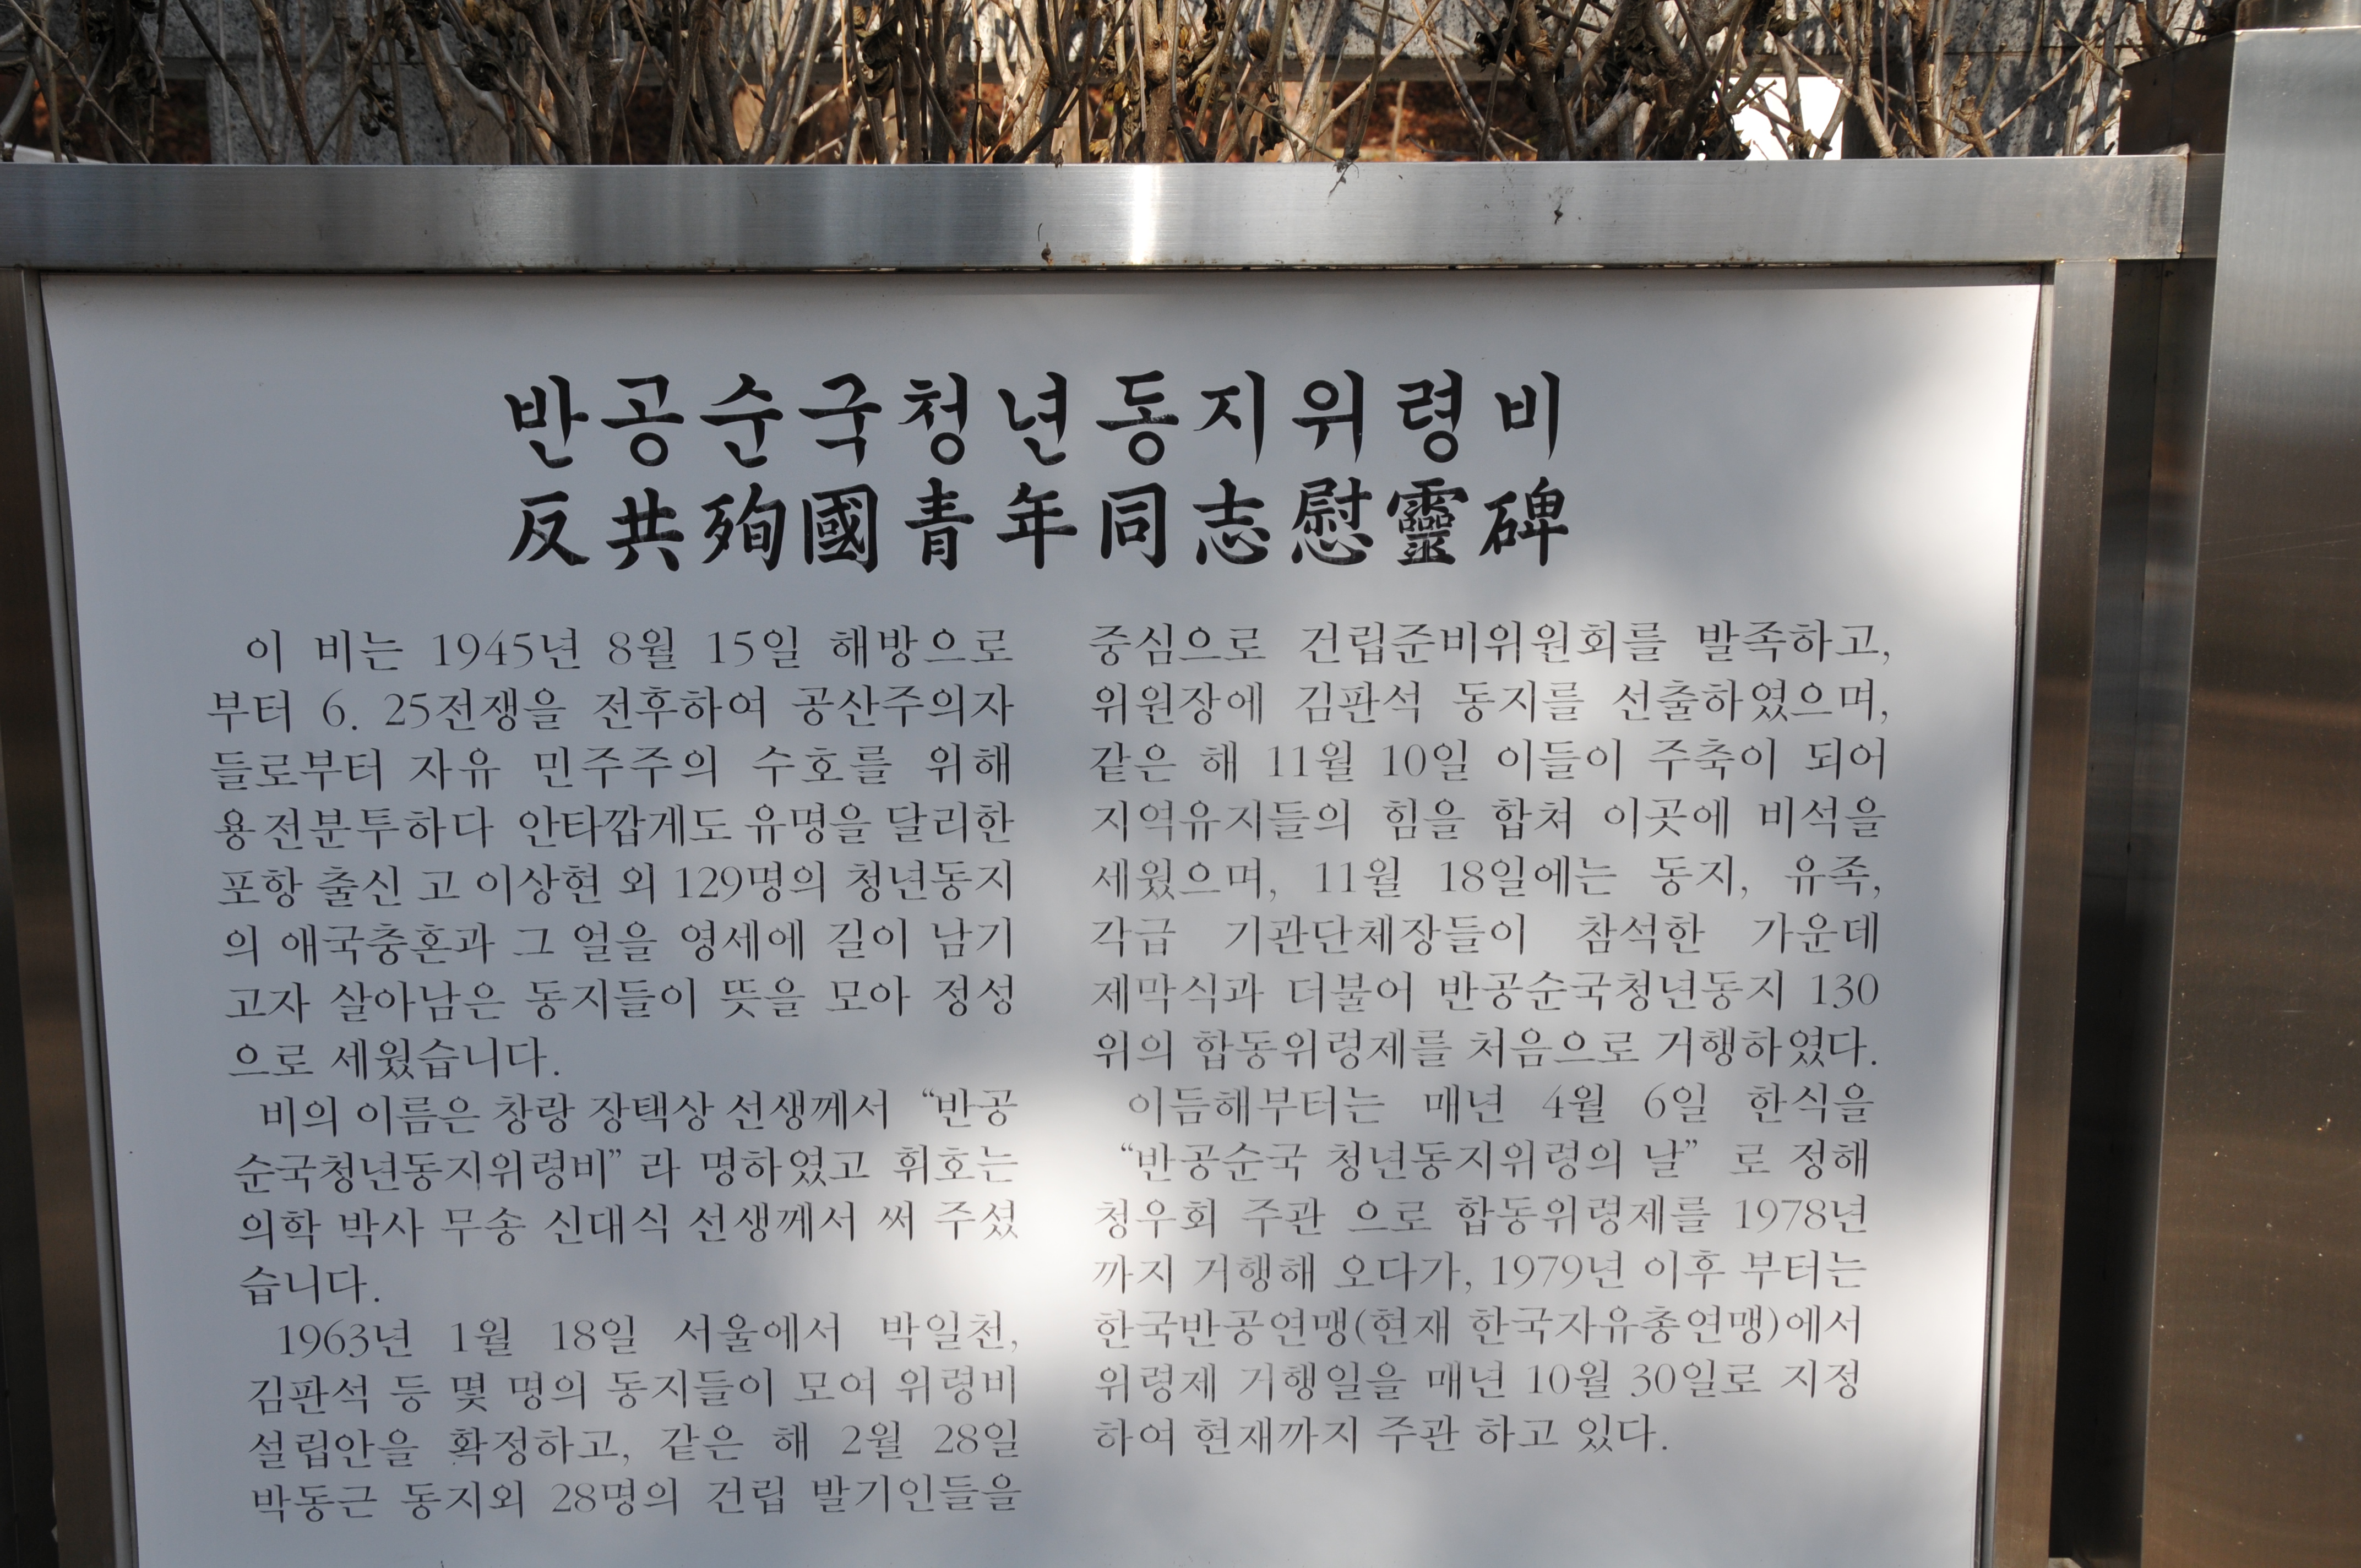 반공순국청년동지위령비
反共殉國青年同志慰靈碑
이 비는 1945년 8월 15일 해방으로
부터 6. 25전쟁을 전후하여 공산주의자
들로부터 자유 민주주의 수호를 위해
용전분투하다 안타깝게도 유명을 달리한
포항 출신 고 이상현 외 129명의 청년동지
의 애국충혼과 그 얼을 영세에 길이 남기
고자 살아남은 동지들이 뜻을 모아 정성
으로 세웠습니다.
비의 이름은 창랑 장택상 선생께서 “반공
순국청년동지위령비” 라 명하였고 휘호는
의학 박사 무송 신대식 선생께서 써 주셨
습니다.
1963년 1월 18일 서울에서 박일천,
김판석 등 몇 명의 동지들이 모여 위령비
설립안을 확정하고, 같은 해 2월 28일
박동근 동지외 28명의 건립 발기인들을
중심으로 건립준비위원회를 발족하고,
위원장에 김판석 동지를 선출하였으며,
같은 해 11월 10일 이들이 주축이 되어
지역유지들의 힘을 합쳐 이곳에 비석을
세웠으며, 11월 18일에는 동지, 유족,
각급 기관단체장들이 참석한 가운데
제막식과 더불어 반공순국청년동지 130
위의 합동위령제를 처음으로 거행하였다.
이듬해부터는 매년 4월 6일 한식을
“반공순국 청년동지위령의 날” 로 정해
청우회 주관 으로 합동위령제를 1978년
까지 거행해 오다가, 1979년 이후 부터는
한국반공연맹(현재 한국자유총연맹)에서
위령제 거행일을 매년 10월 30일로 지정
하여 현재까지 주관 하고 있다.